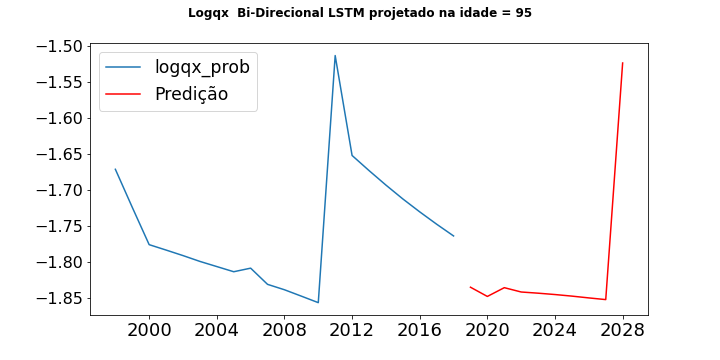 Logqx  Bi-Direcional LSTM projetado na idade = 95
−1.50
−1.55
−1.60
−1.65
−1.70
−1.75
−1.80
−1.85
logqx_prob
Predição
2000 2004 2008 2012 2016 2020 2024 2028